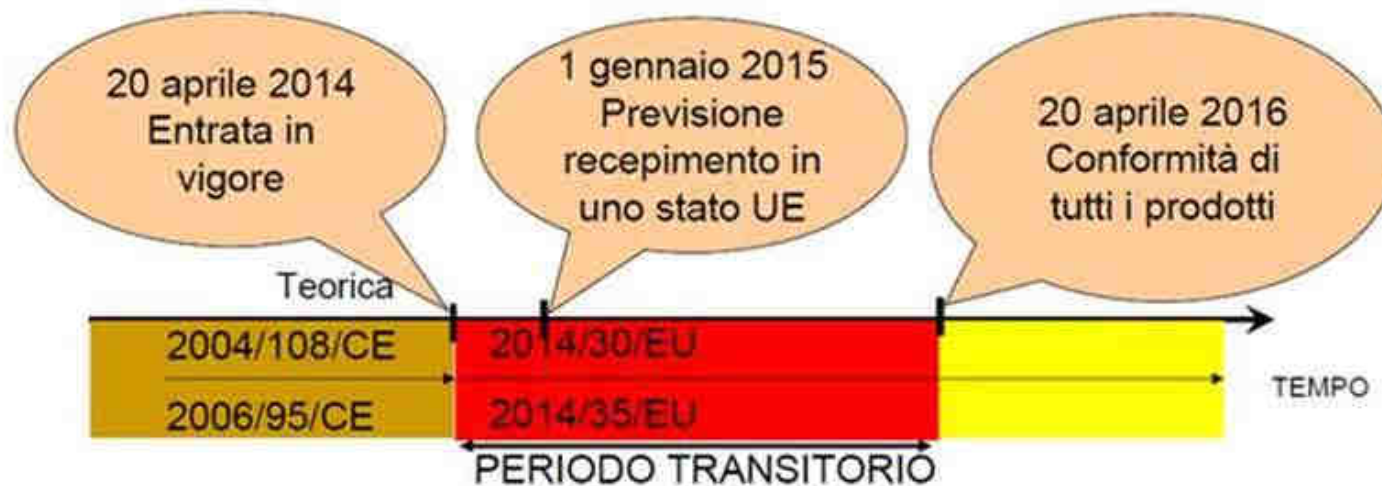 20 aprile 2014
Entrata in
vigore
1 gennaio 2015
Previsione
recepimento in
uno stato UE
20 aprile 2016
Conformità di
tutti i prodotti
Teorica
2004/108/CE
2014/30/EU
TEMPO
2006/95/CE
2014/35/EU
PERIODO TRANSITORIO